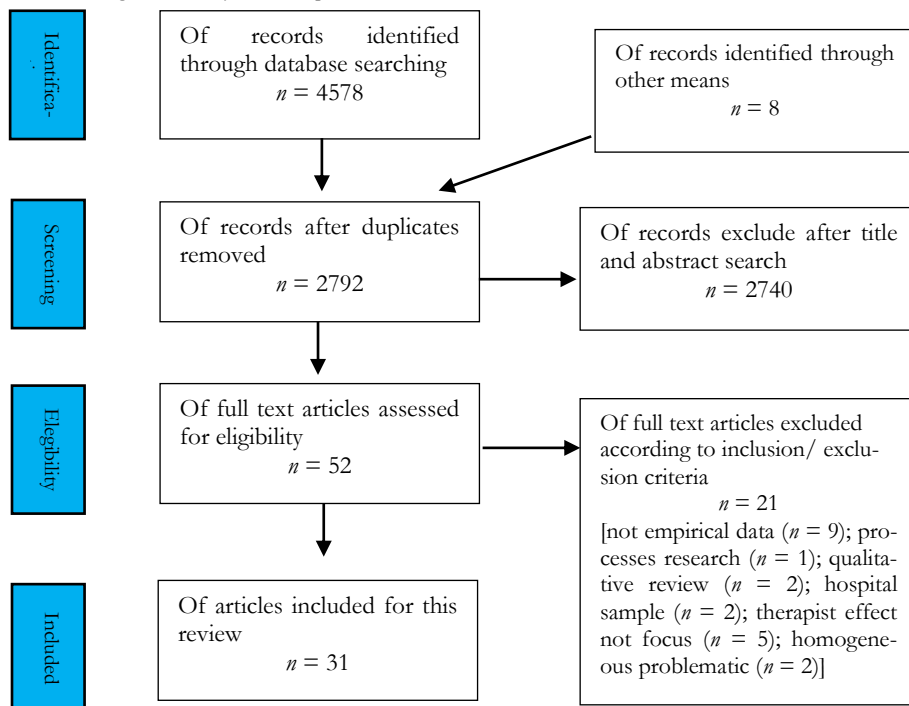 Identifica-
Of records identified
through database searching
n = 4578
Of records identified through
other means
n = 8
Screening
Of records after duplicates
removed
n = 2792
Of records exclude after title
and abstract search
n = 2740
Elegibility
Of full text articles assessed
for eligibility
n = 52
Of full text articles excluded
according to inclusion/ exclu-
sion criteria
n = 21
[not empirical data (n = 9); pro-
cesses research (n = 1); quali-
tative review (n = 2); hospital
sample (n = 2); therapist effect
not focus (n = 5); homogene-
ous problematic (n = 2)]
Included
Of articles included for this
review
n = 31